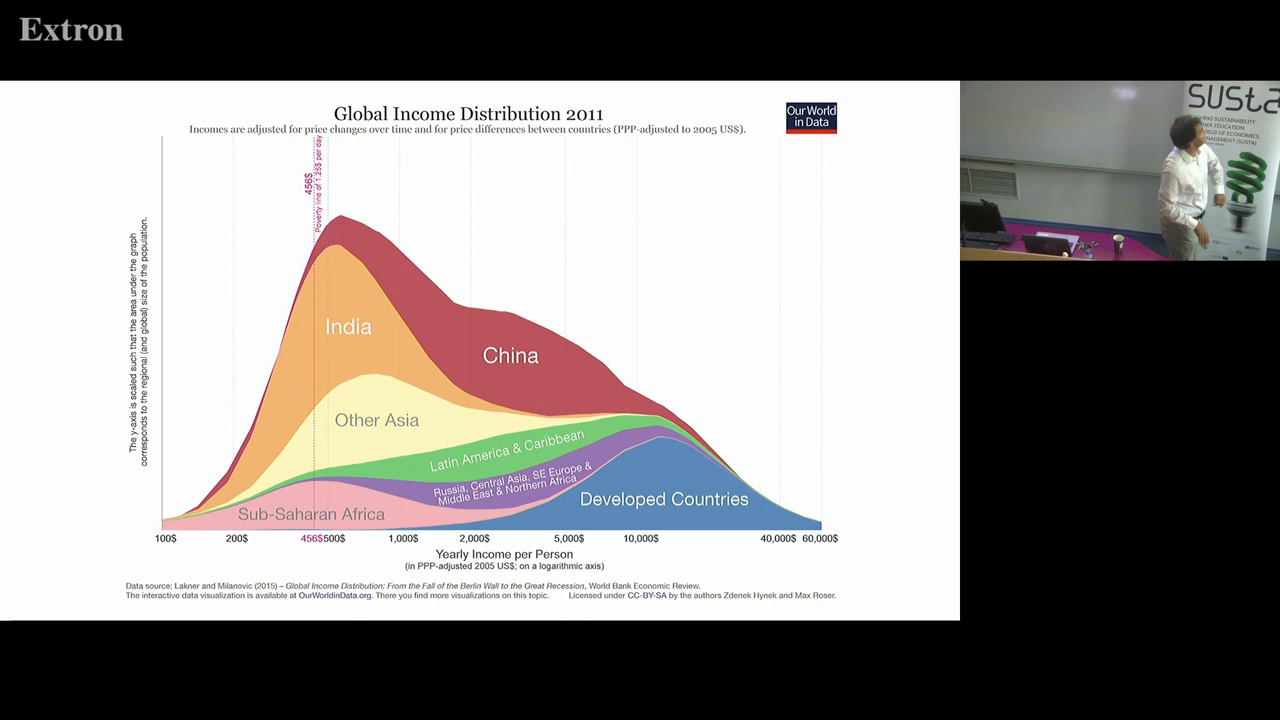 Extron
Global Income Distribution 2011
Incomes are adjusted for price changes over time and for price differences between countries (PPP-adjusted to 2005 US$).
Our World
in Data
The y-axis is scaled such that the area under the graph
corresponds to the regional (and global) size of the population.
456$
Poverty line of 1.25$ per day
India
China
Other Asia
Latin America & Caribbean
Russia, Central Asia, SE Europe &
Middle East & Northern Africa
Developed Countries
Sub-Saharan Africa
100$ 200$ 456$ 500$ 1,000$ 2,000$ 5,000$ 10,000$ 40,000$ 60,000$
Yearly Income per Person
(in PPP-adjusted 2005 US$; on a logarithmic axis)
Data source: Lakner and Milanovic (2015) – Global Income Distribution: From the Fall of the Berlin Wall to the Great Recession, World Bank Economic Review.
The interactive data visualization is available at OurWorldinData.org. There you find more visualizations on this topic. Licensed under CC-BY-SA by the authors Zdenek Hynek and Max Roser.
SUSTA
SUSTAINABILITY
EDUCATION
OF ECONOMICS
(SUSTA)